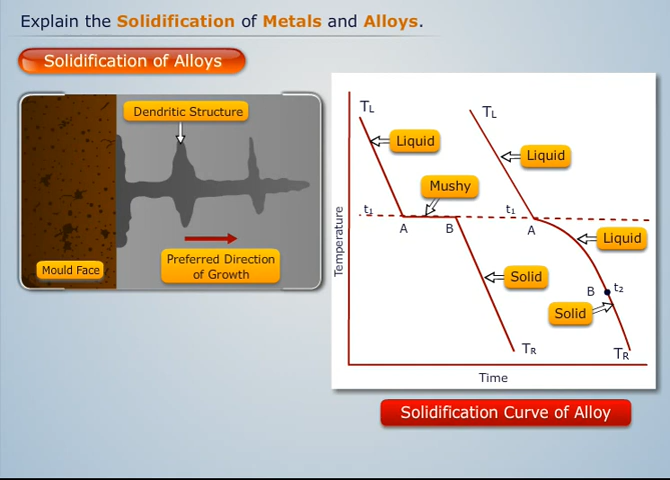 Explain the Solidification of Metals and Alloys.
Solidification of Alloys
Dendritic Structure
Preferred Direction
of Growth
Mould Face
TL
TL
Liquid
Liquid
Mushy
t₁
t₁
A
B
A
Liquid
Solid
B
t₂
Solid
TR
TR
Temperature
Time
Solidification Curve of Alloy